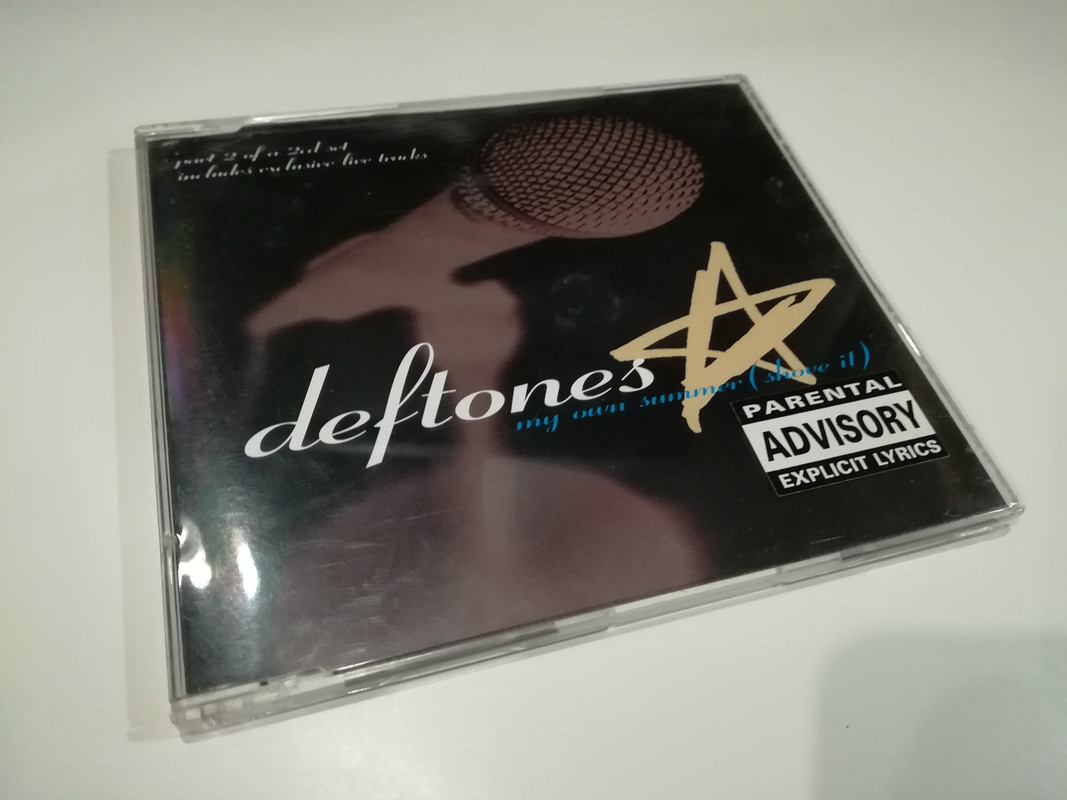 part 2 of a 2cd set
includes exclusive live tracks
deftones
my own summer (shove it)
PARENTAL
ADVISORY
EXPLICIT LYRICS